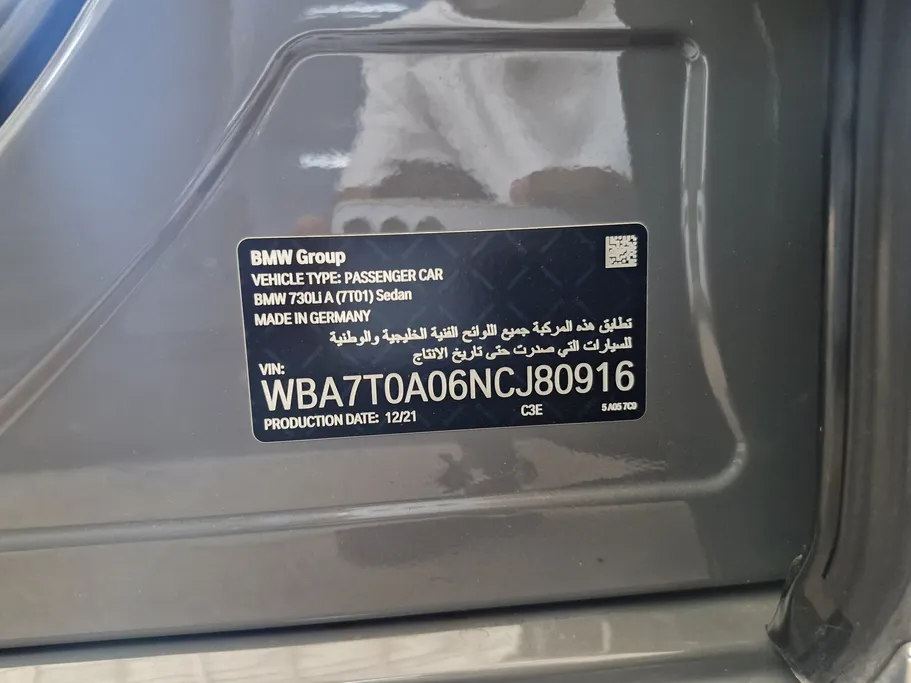 BMW Group
VEHICLE TYPE: PASSENGER CAR
BMW 730Li A (7T01) Sedan
MADE IN GERMANY
تطابق هذه المركبة جميع اللوائح الفنية الخليجية والوطنية
للسيارات التي صدرت حتى تاريخ الانتاج
VIN:
WBA7T0A06NCJ80916
PRODUCTION DATE: 12/21 C3E 5 A05 7C9